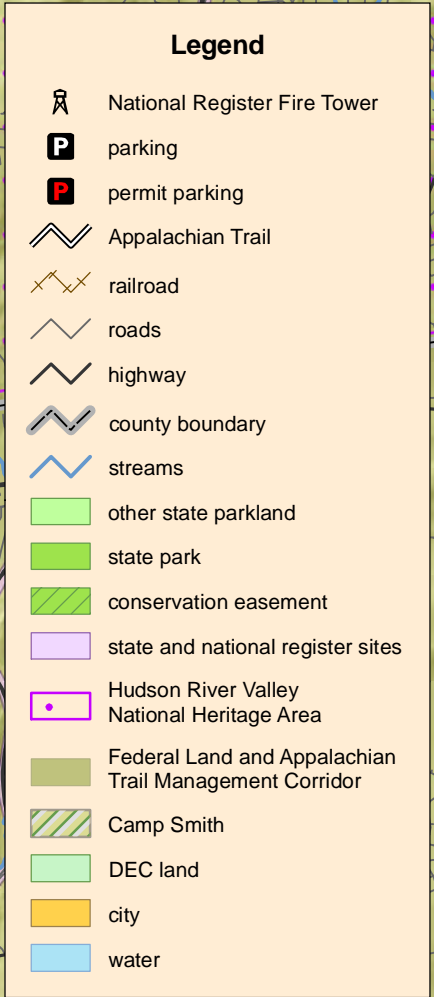 Legend
National Register Fire Tower
P parking
P permit parking
Appalachian Trail
railroad
roads
highway
county boundary
streams
other state parkland
state park
conservation easement
state and national register sites
Hudson River Valley
National Heritage Area
Federal Land and Appalachian
Trail Management Corridor
Camp Smith
DEC land
city
water